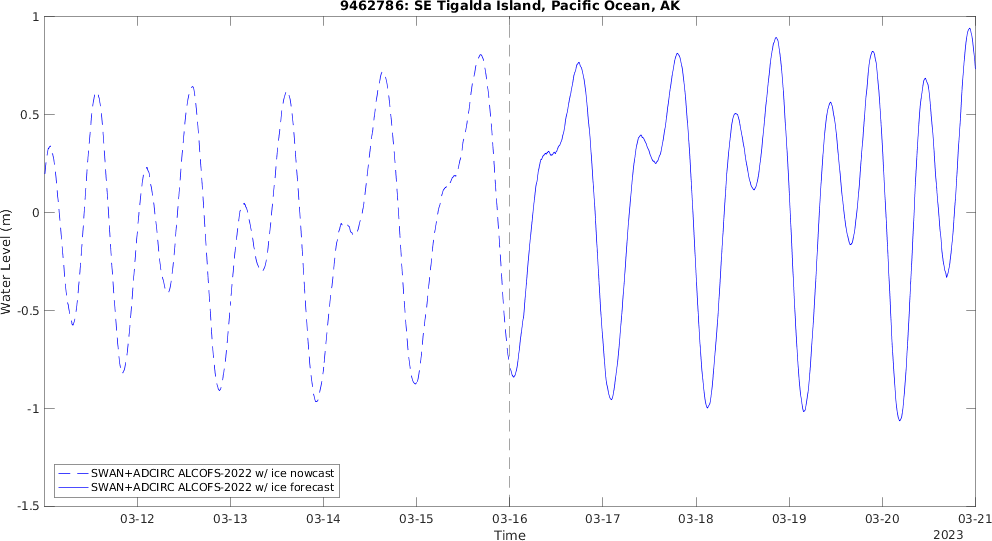 9462786: SE Tigalda Island, Pacific Ocean, AK
1
0.5
0
-0.5
-1
-1.5
Water Level (m)
SWAN+ADCIRC ALCOFS-2022 w/ ice nowcast
SWAN+ADCIRC ALCOFS-2022 w/ ice forecast
03-12 03-13 03-14 03-15 03-16 03-17 03-18 03-19 03-20 03-21
Time
2023